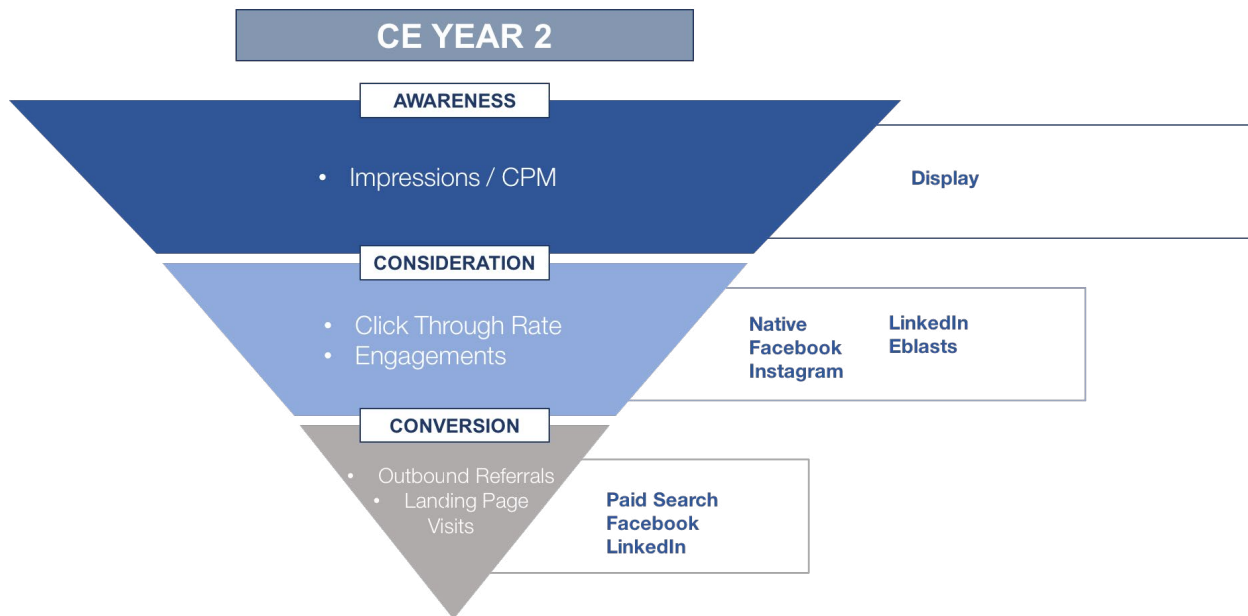 CE YEAR 2
AWARENESS
• Impressions / CPM
Display
CONSIDERATION
• Click Through Rate
• Engagements
Native
Facebook
Instagram
LinkedIn
Eblasts
CONVERSION
• Outbound Referrals
• Landing Page
Visits
Paid Search
Facebook
LinkedIn